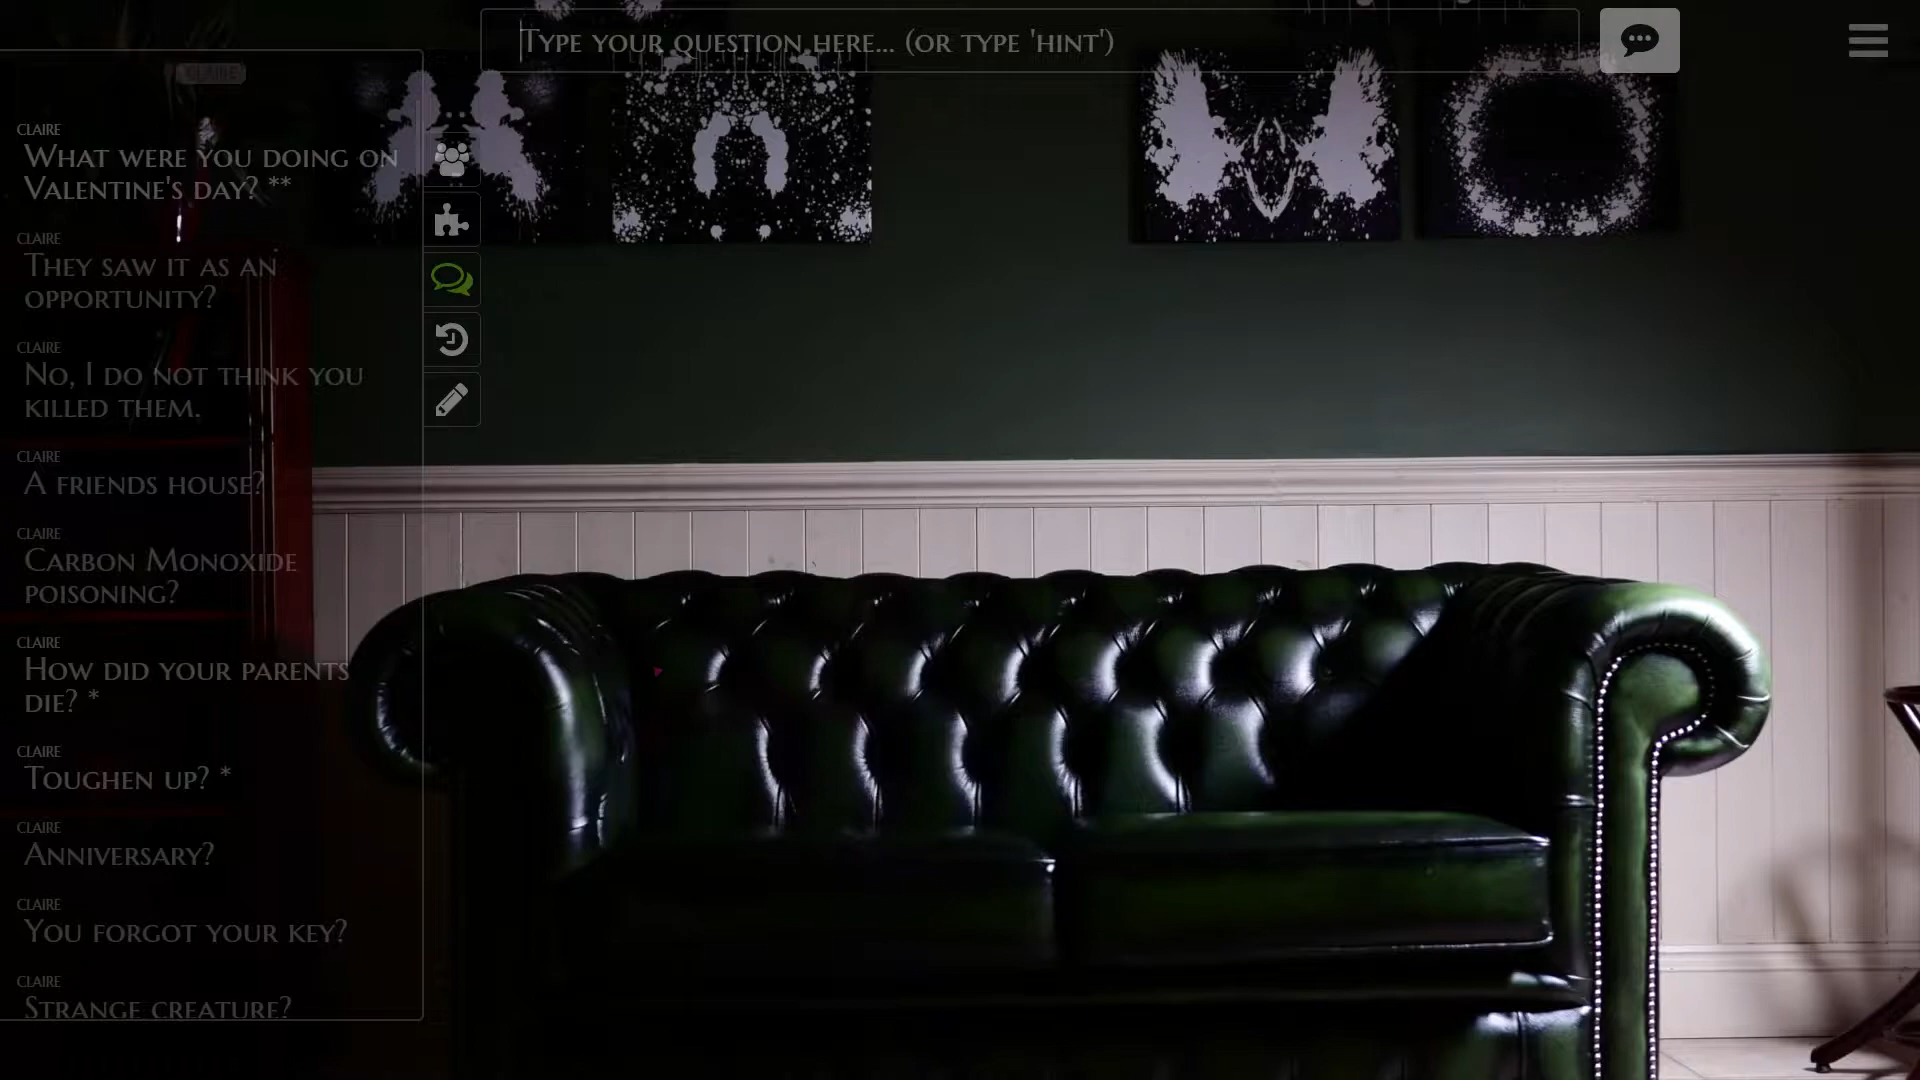 Type your question here... (or type 'hint')
CLAIRE
CLAIRE
What were you doing on
Valentine's day? **
CLAIRE
They saw it as an
opportunity?
CLAIRE
No, I do not think you
killed them.
CLAIRE
A friends house?
CLAIRE
Carbon Monoxide
poisoning?
CLAIRE
How did your parents
die? *
CLAIRE
Toughen up? *
CLAIRE
Anniversary?
CLAIRE
You forgot your key?
CLAIRE
Strange creature?